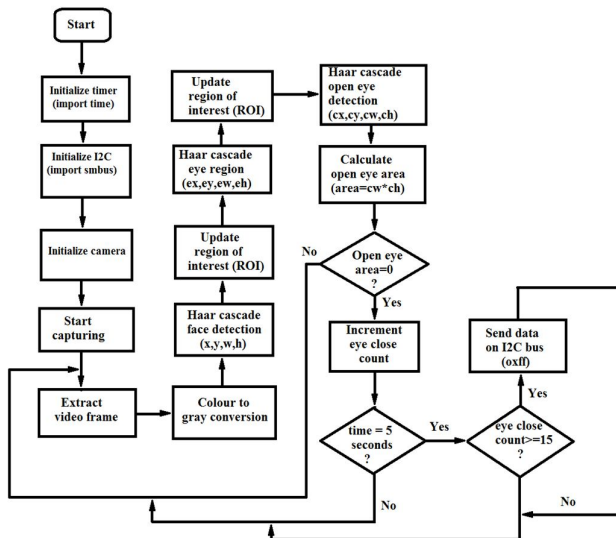 Start
Initialize timer
(import time)
Initialize I2C
(import smbus)
Initialize camera
Start
capturing
Extract
video frame
Colour to
gray conversion
Haar cascade
face detection
(x,y,w,h)
Update
region of
interest (ROI)
Haar cascade
eye region
(ex,ey,ew,eh)
Update
region of
interest (ROI)
Haar cascade
open eye
detection
(cx,cy,cw,ch)
Calculate
open eye area
(area=cw*ch)
Open eye
area=0
?
No
Yes
Increment
eye close
count
time = 5
seconds
?
Yes
No
eye close
count>=15
?
Yes
No
Send data
on I2C bus
(oxff)